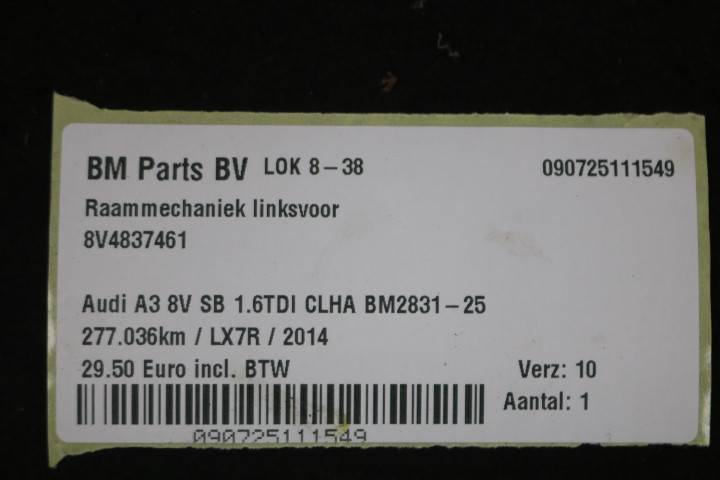 BM Parts BV LOK 8-38 090725111549
Raammechaniek linksvoor
8V4837461
Audi A3 8V SB 1.6TDI CLHA BM2831-25
277.036km / LX7R / 2014
29.50 Euro incl. BTW Verz: 10
Aantal: 1
090725111549